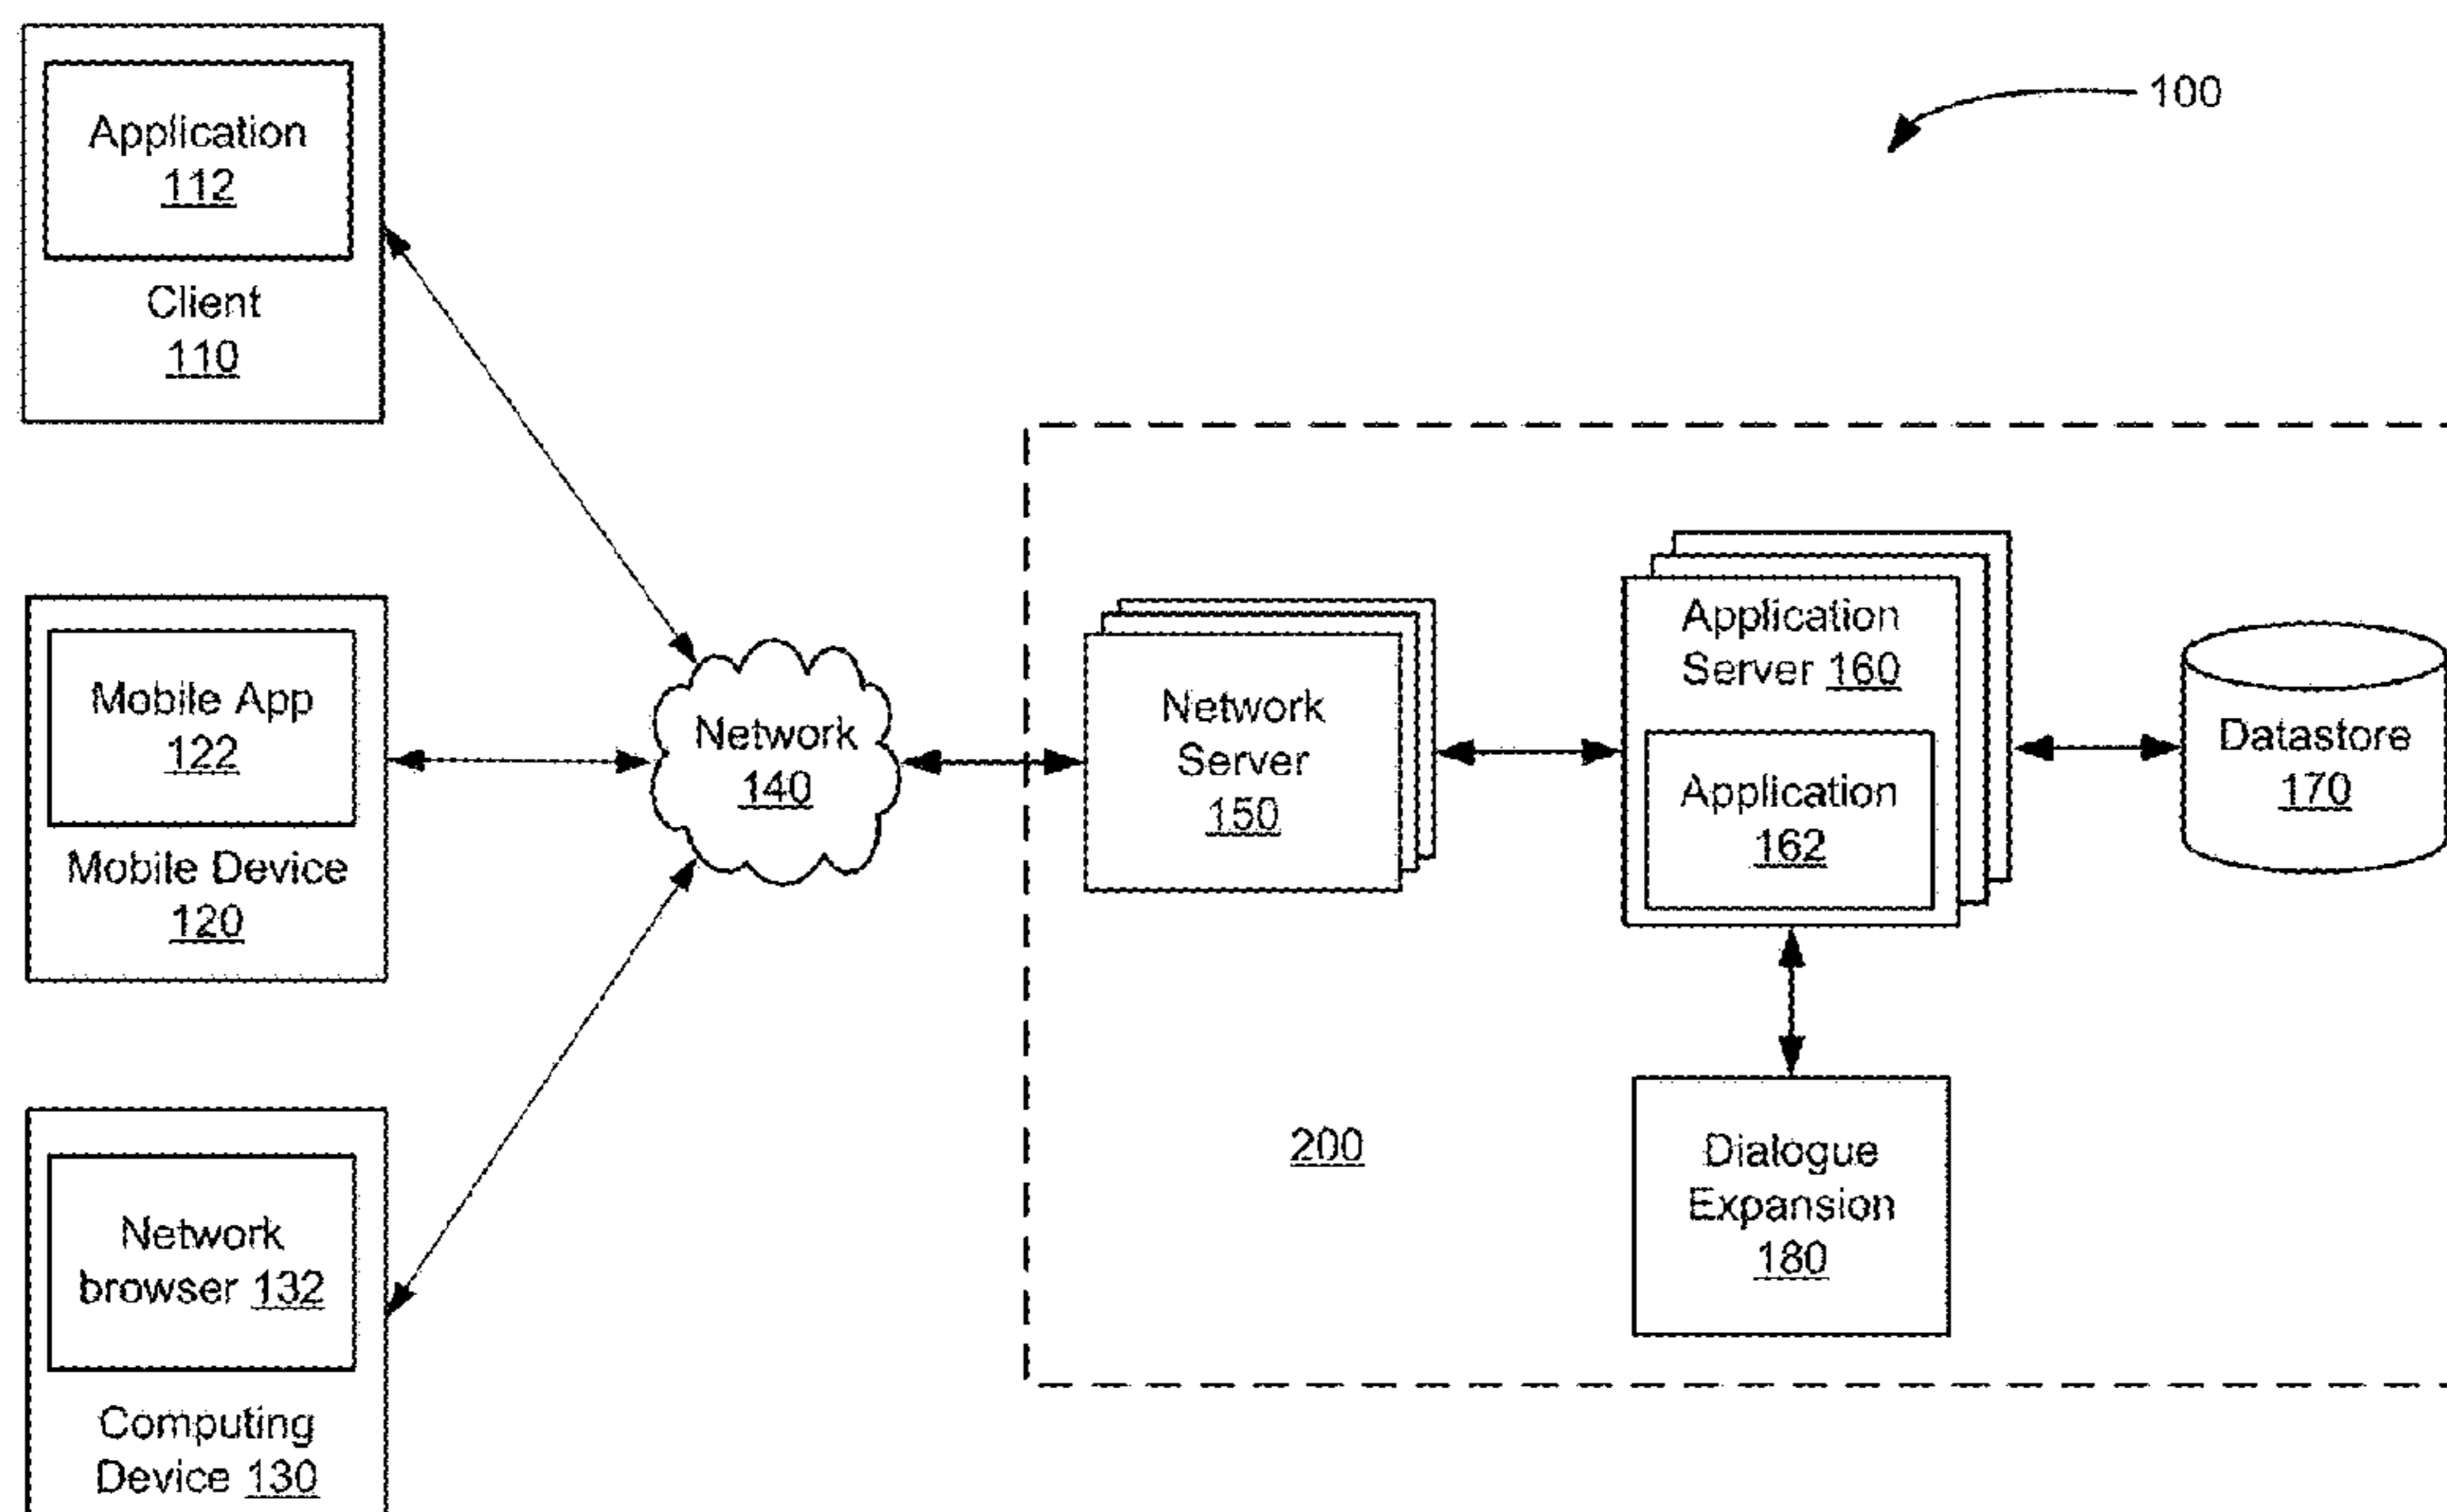 Application
112
Client
110
100
Mobile App
122
Mobile Device
120
Network
browser 132
Computing
Device 130
Network
140
Network
Server
150
Application
Server 160
Application
162
Datastore
170
200
Dialogue
Expansion
180